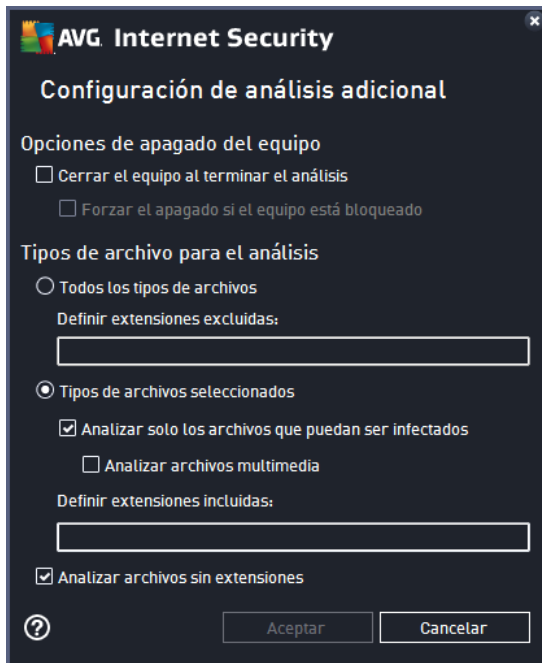 AVG Internet Security
Configuración de análisis adicional
Opciones de apagado del equipo
Cerrar el equipo al terminar el análisis
Forzar el apagado si el equipo está bloqueado
Tipos de archivo para el análisis
Todos los tipos de archivos
Definir extensiones excluidas:
Tipos de archivos seleccionados
Analizar solo los archivos que puedan ser infectados
Analizar archivos multimedia
Definir extensiones incluidas:
Analizar archivos sin extensiones
?
Aceptar
Cancelar